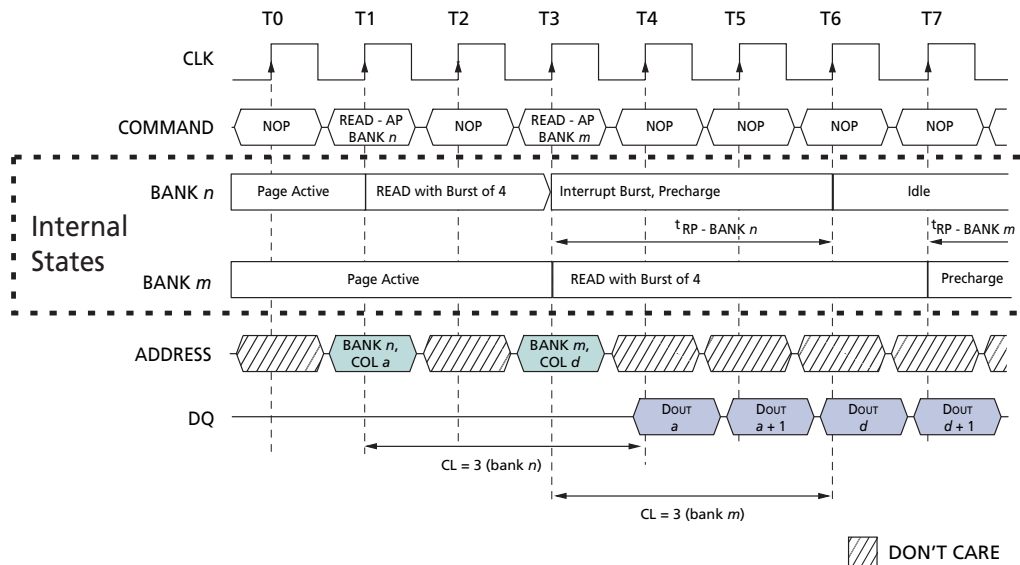 T0 T1 T2 T3 T4 T5 T6 T7
CLK
COMMAND NOP READ - AP BANK n NOP READ - AP BANK m NOP NOP NOP NOP
Internal States
BANK n Page Active READ with Burst of 4 Interrupt Burst, Precharge Idle
tRP - BANK n tRP - BANK m
BANK m Page Active READ with Burst of 4 Precharge
ADDRESS BANK n, COL a BANK m, COL d
DQ DOUT a DOUT a + 1 DOUT d DOUT d + 1
CL = 3 (bank n)
CL = 3 (bank m)
DON'T CARE